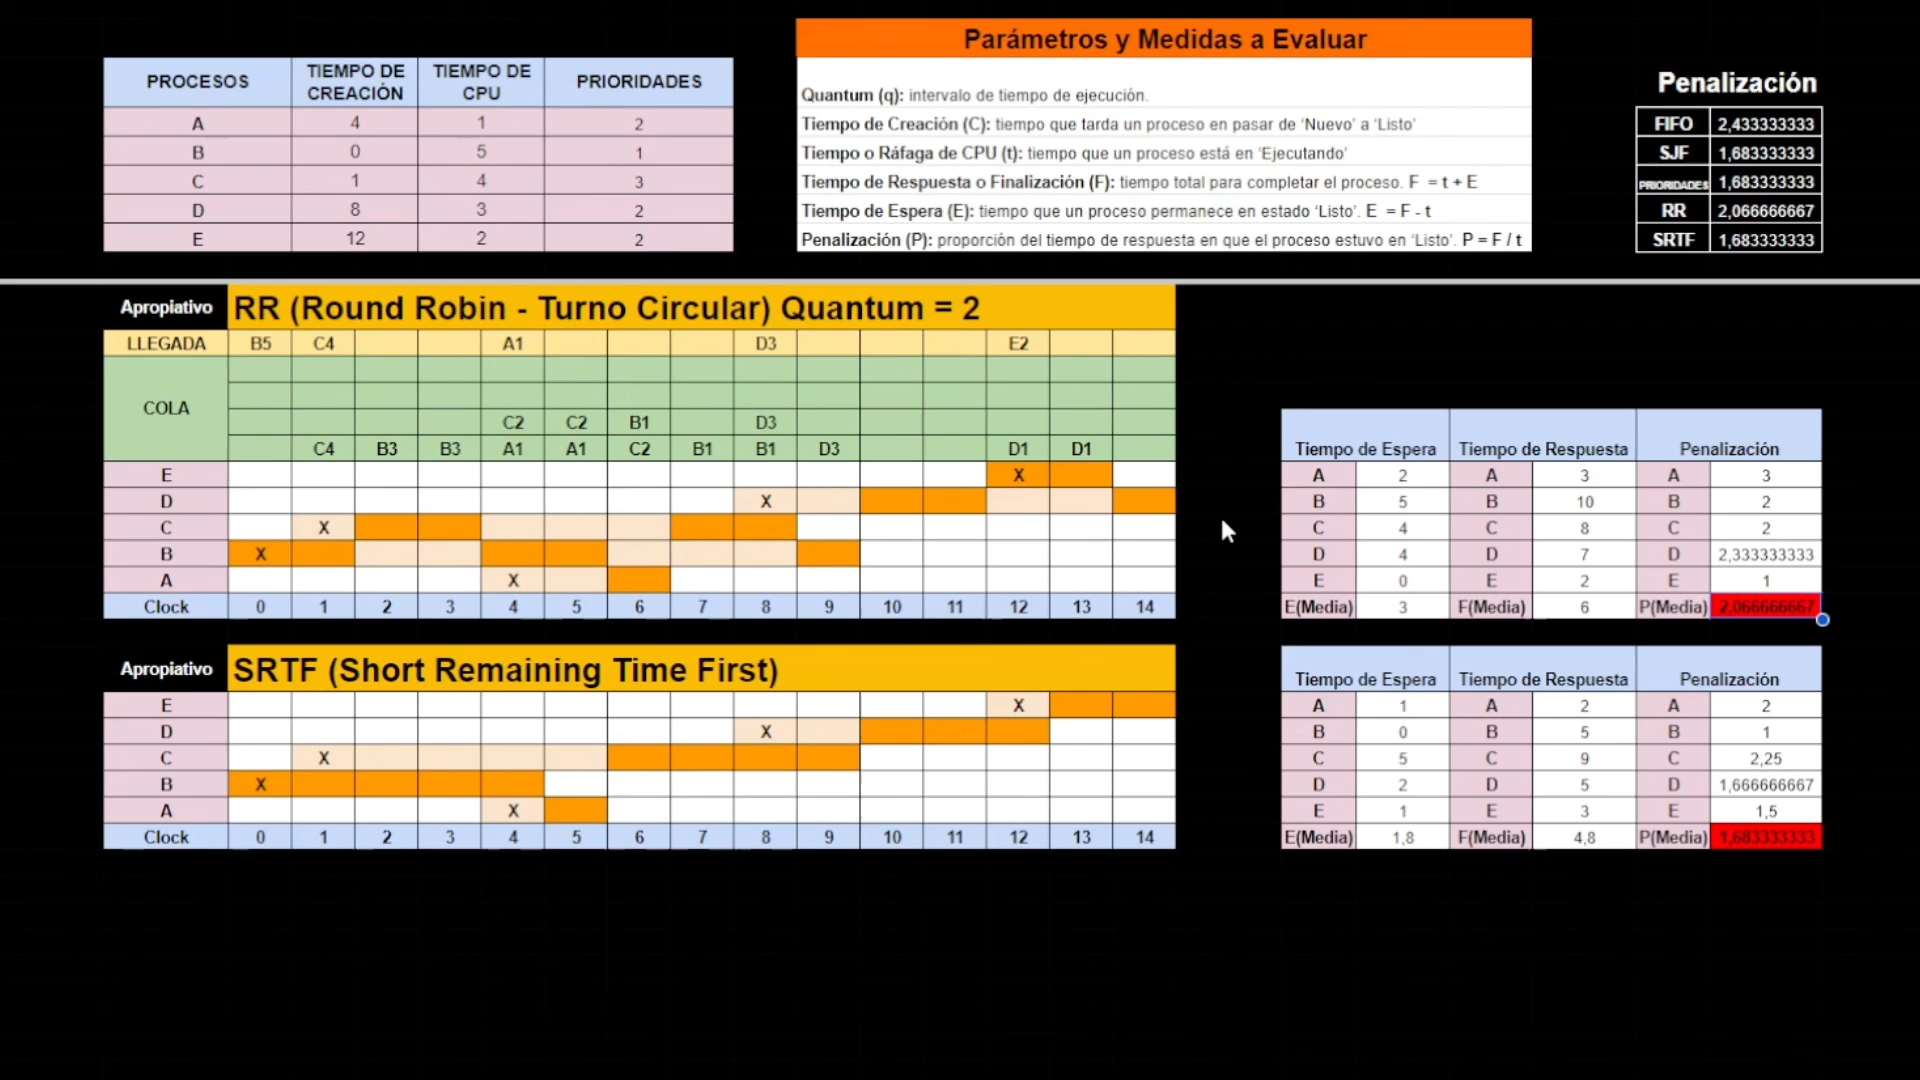 Parámetros y Medidas a Evaluar
PROCESOS TIEMPO DE CREACIÓN TIEMPO DE CPU PRIORIDADES
A 4 1 2
B 0 5 1
C 1 4 3
D 8 3 2
E 12 2 2
Quantum (q): intervalo de tiempo de ejecución.
Tiempo de Creación (C): tiempo que tarda un proceso en pasar de ‘Nuevo’ a ‘Listo’
Tiempo o Ráfaga de CPU (t): tiempo que un proceso está en ‘Ejecutando’
Tiempo de Respuesta o Finalización (F): tiempo total para completar el proceso. F = t + E
Tiempo de Espera (E): tiempo que un proceso permanece en estado ‘Listo’. E = F - t
Penalización (P): proporción del tiempo de respuesta en que el proceso estuvo en ‘Listo’. P = F / t
Penalización
FIFO 2,433333333
SJF 1,683333333
PRIORIDADES 1,683333333
RR 2,066666667
SRTF 1,683333333
Apropiativo RR (Round Robin - Turno Circular) Quantum = 2
LLEGADA B5 C4 A1 D3 E2
COLA
C2 C2 B1 D3
C4 B3 B3 A1 A1 C2 B1 B1 D3 D1 D1
E X
D X
C X
B X
A X
Clock 0 1 2 3 4 5 6 7 8 9 10 11 12 13 14
Tiempo de Espera Tiempo de Respuesta Penalización
A 2 A 3 A 3
B 5 B 10 B 2
C 4 C 8 C 2
D 4 D 7 D 2,333333333
E 0 E 2 E 1
E(Media) 3 F(Media) 6 P(Media) 2,066666667
Apropiativo SRTF (Short Remaining Time First)
E X
D X
C X
B X
A X
Clock 0 1 2 3 4 5 6 7 8 9 10 11 12 13 14
Tiempo de Espera Tiempo de Respuesta Penalización
A 1 A 2 A 2
B 0 B 5 B 1
C 5 C 9 C 2,25
D 2 D 5 D 1,666666667
E 1 E 3 E 1,5
E(Media) 1,8 F(Media) 4,8 P(Media) 1,683333333